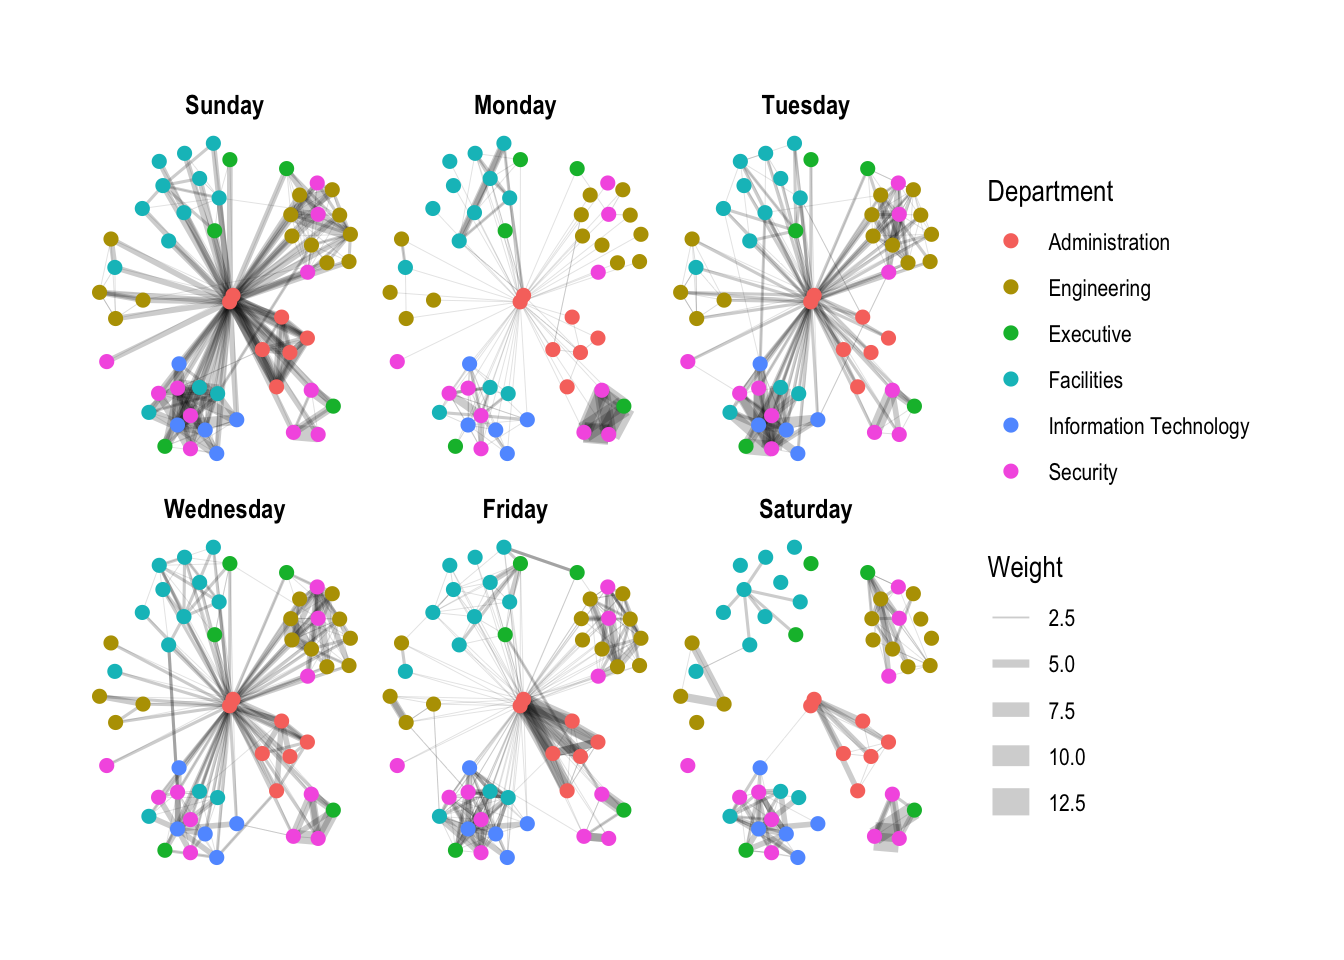 Sunday
Monday
Tuesday
Wednesday
Friday
Saturday
Department
Administration
Engineering
Executive
Facilities
Information Technology
Security
Weight
2.5
5.0
7.5
10.0
12.5